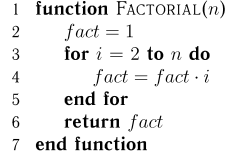 1 function FACTORIAL(n)
2 fact = 1
3 for i = 2 to n do
4 fact = fact · i
5 end for
6 return fact
7 end function